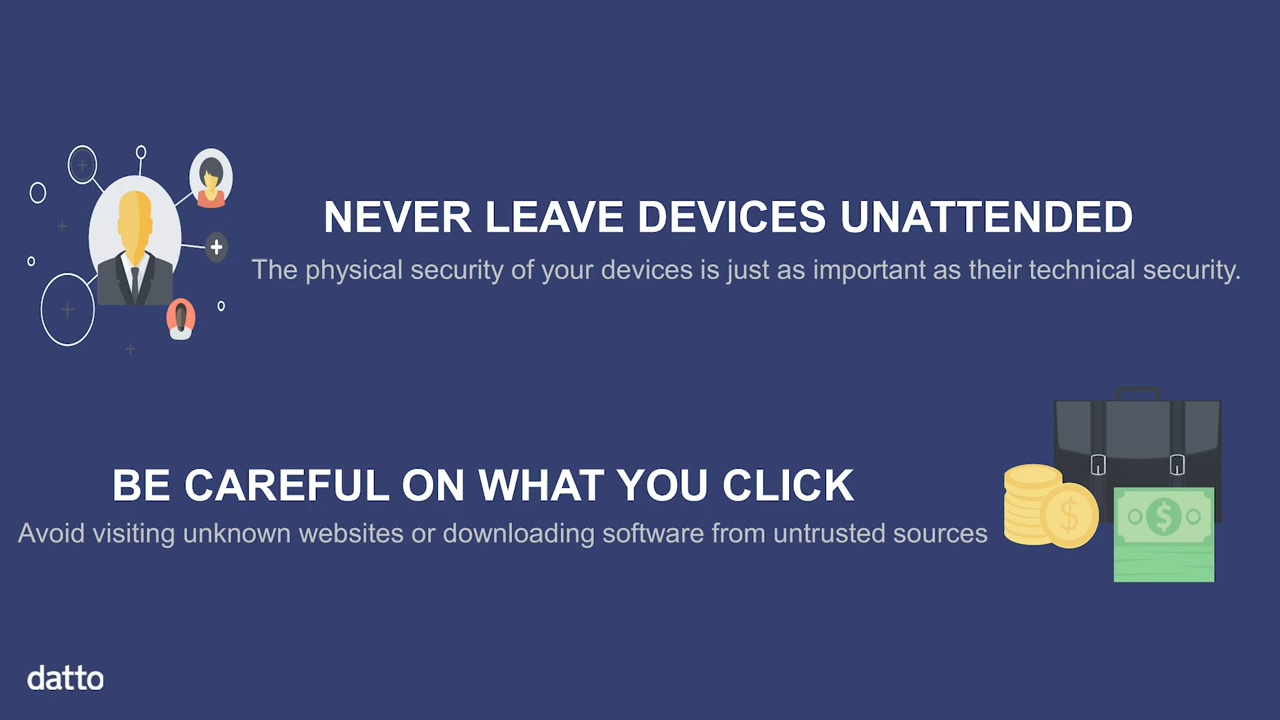 NEVER LEAVE DEVICES UNATTENDED
The physical security of your devices is just as important as their technical security.
BE CAREFUL ON WHAT YOU CLICK
Avoid visiting unknown websites or downloading software from untrusted sources
datto